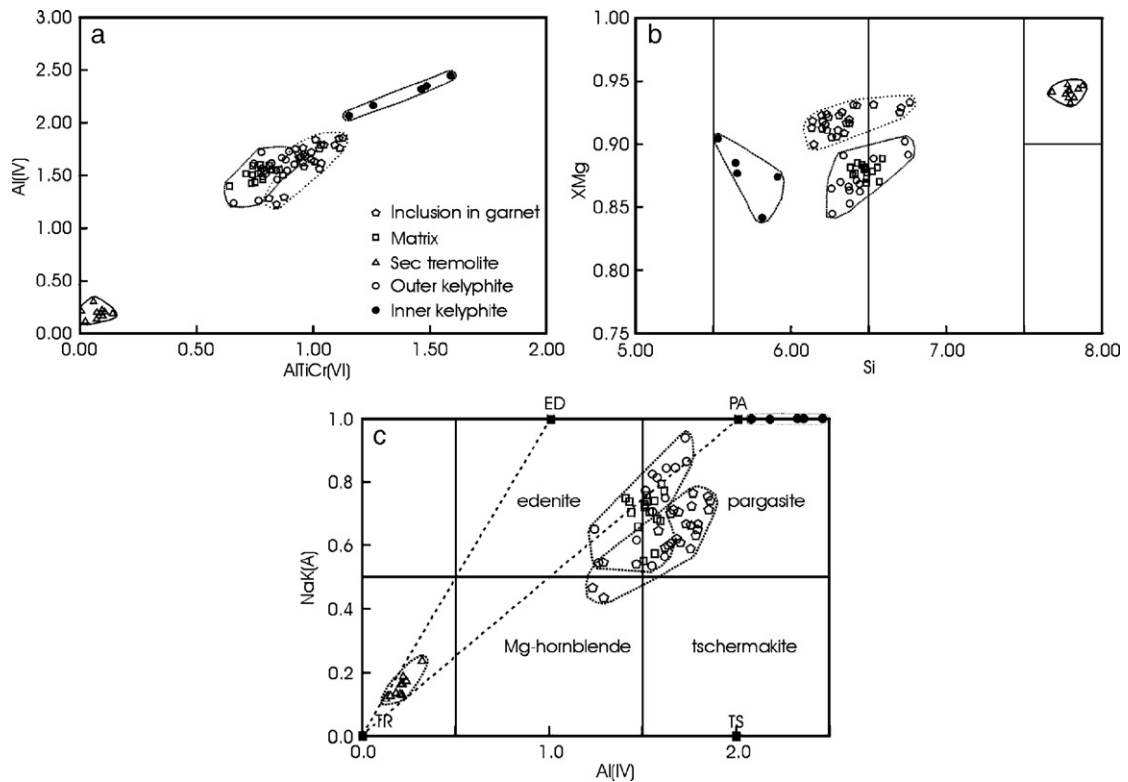 a
3.00
2.50
2.00
1.50
1.00
0.50
0.00
Al(IV)
Inclusion in garnet
Matrix
Sec tremolite
Outer kelyphite
Inner kelyphite
0.00 0.50 1.00 1.50 2.00
AlTiCr(VI)
b
1.00
0.95
0.90
0.85
0.80
0.75
XMg
5.00 6.00 7.00 8.00
Si
c
ED PA
1.0
0.8
0.6
0.4
0.2
0.0
NaK(A)
edenite pargasite
Mg-hornblende tschermakite
TR TS
0.0 1.0 2.0
Al(IV)